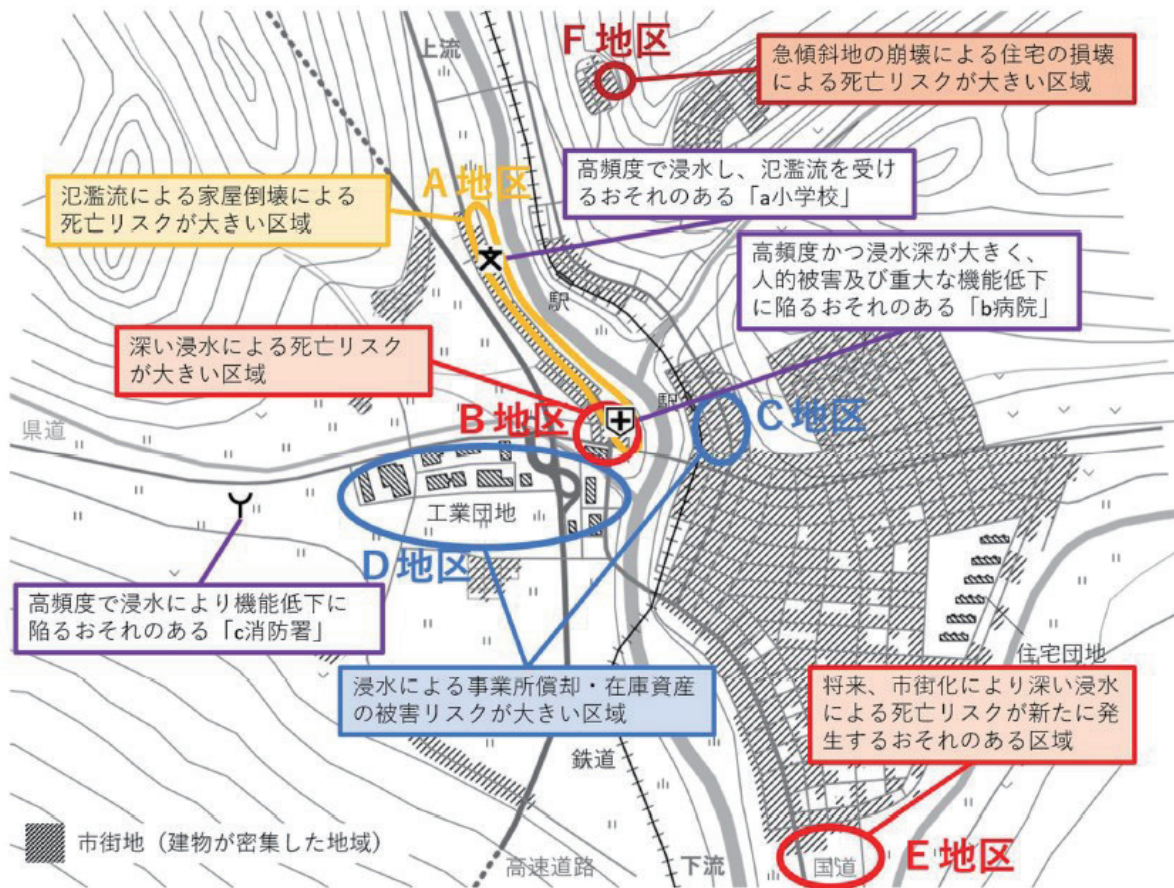 上流
F地区
急傾斜地の崩壊による住宅の損壊
による死亡リスクが大きい区域
A地区
氾濫流による家屋倒壊による
死亡リスクが大きい区域
高頻度で浸水し、氾濫流を受け
るおそれのある「a小学校」
高頻度かつ浸水深が大きく、
人的被害及び重大な機能低下
に陥るおそれのある「b病院」
駅
深い浸水による死亡リスク
が大きい区域
駅
B地区
C地区
県道
工業団地
D地区
高頻度で浸水により機能低下に
陥るおそれのある「c消防署」
住宅団地
浸水による事業所償却・在庫資産
の被害リスクが大きい区域
将来、市街化により深い浸水
による死亡リスクが新たに発
生するおそれのある区域
鉄道
市街地（建物が密集した地域）
高速道路
下流
国道
E地区